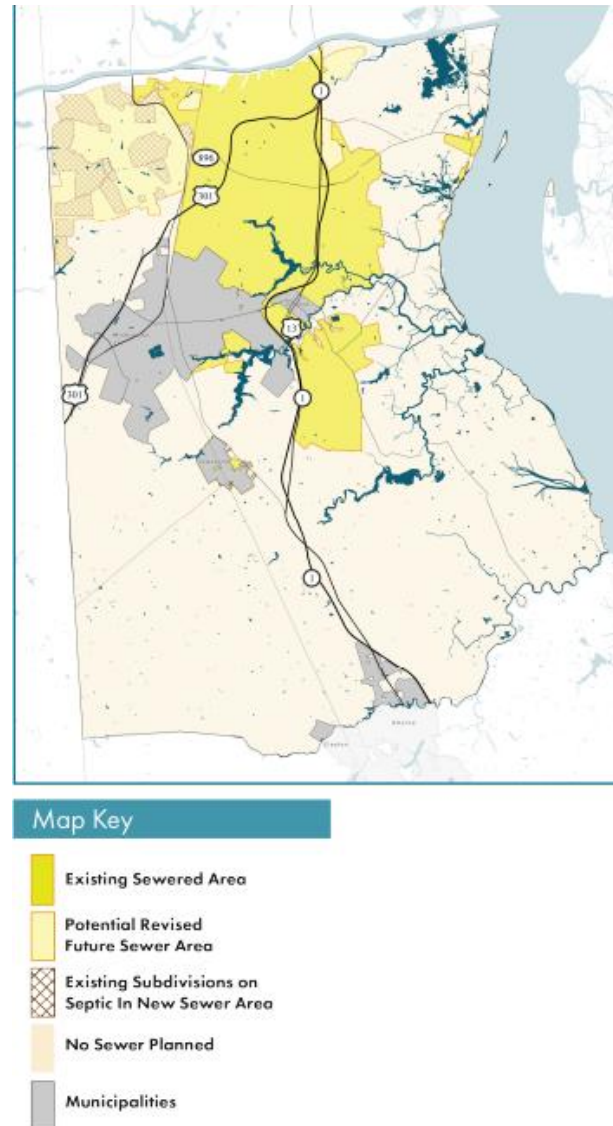 1
896
301
13
301
1
1
Map Key
Existing Sewered Area
Potential Revised
Future Sewer Area
Existing Subdivisions on
Septic In New Sewer Area
No Sewer Planned
Municipalities